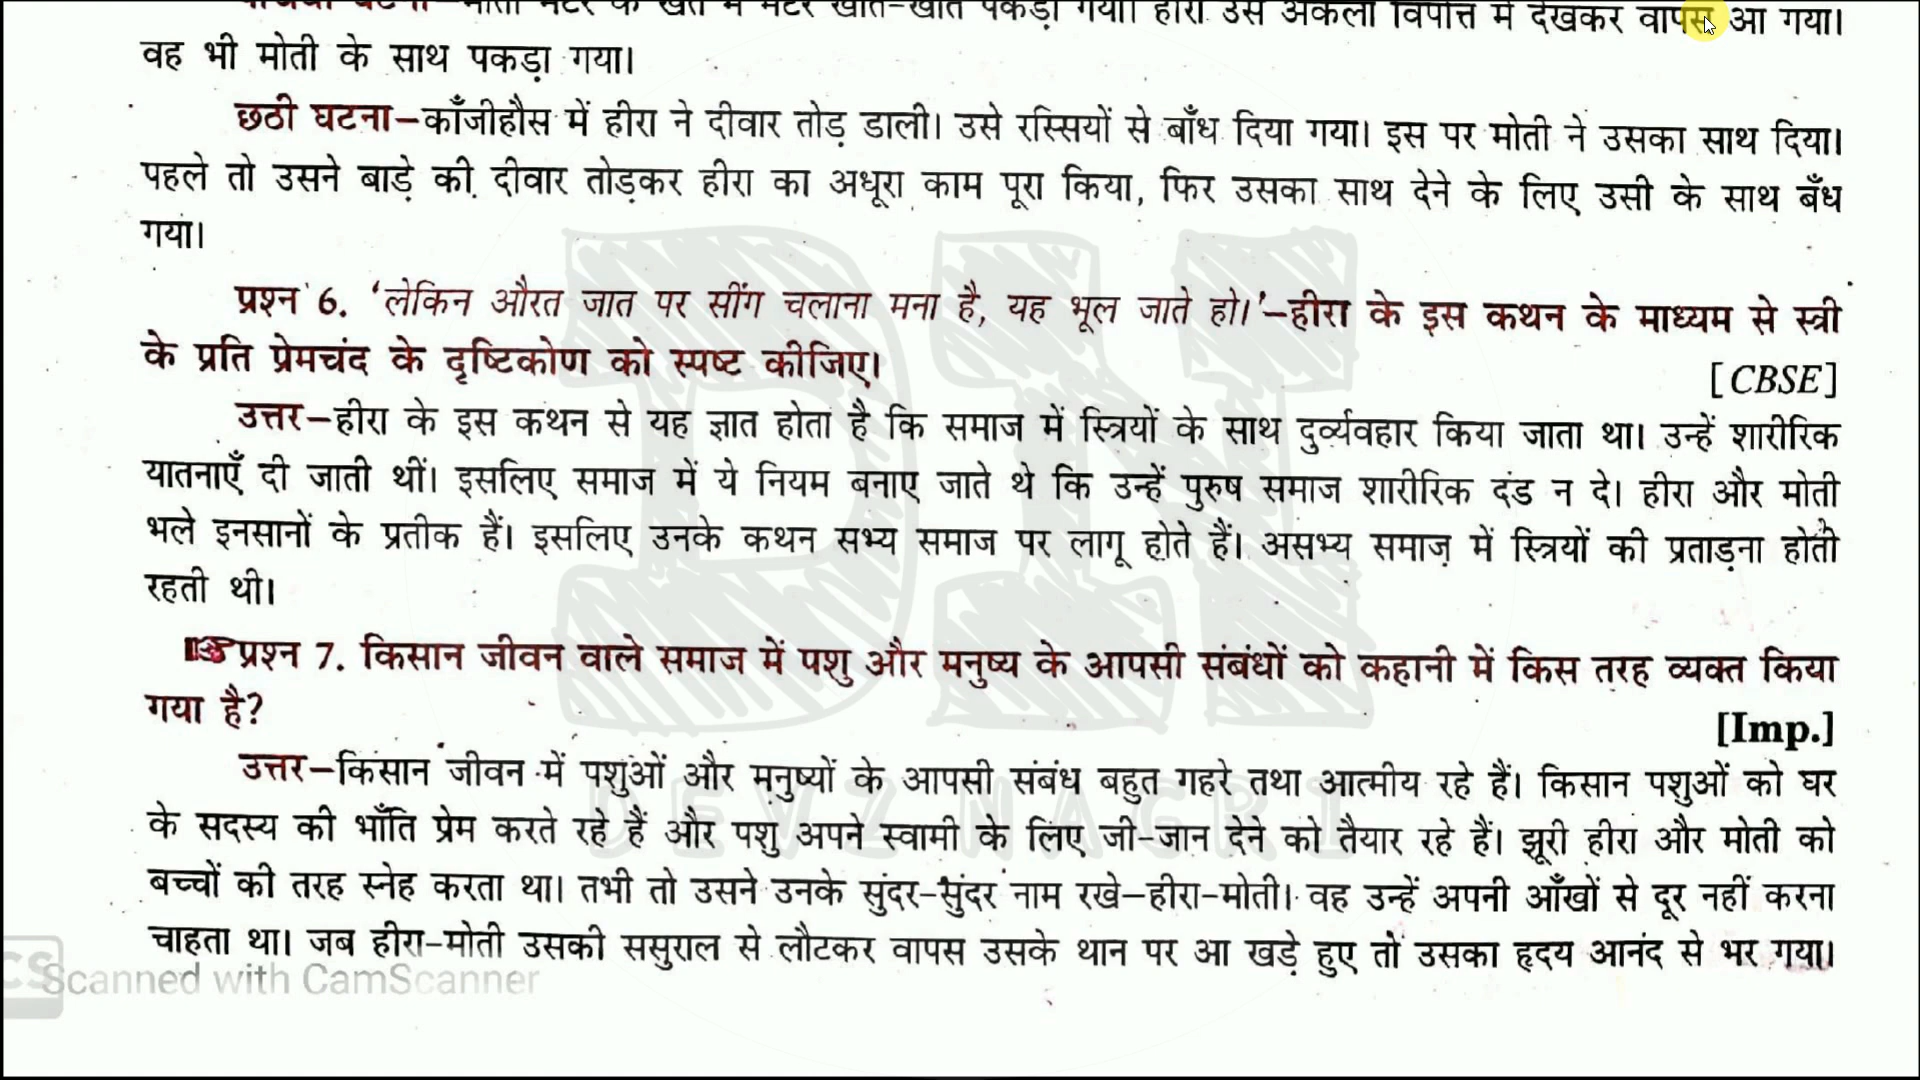 पाँचवीं घटना–मोती मटर के खेत में मटर खाते-खाते पकड़ा गया। हीरा उसे अकेला विपत्ति में देखकर वापस आ गया।
वह भी मोती के साथ पकड़ा गया।
छठी घटना–काँजीहौस में हीरा ने दीवार तोड़ डाली। उसे रस्सियों से बाँध दिया गया। इस पर मोती ने उसका साथ दिया।
पहले तो उसने बाड़े की दीवार तोड़कर हीरा का अधूरा काम पूरा किया, फिर उसका साथ देने के लिए उसी के साथ बँध
गया।
प्रश्न 6. ‘लेकिन औरत जात पर सींग चलाना मना है, यह भूल जाते हो।’–हीरा के इस कथन के माध्यम से स्त्री
के प्रति प्रेमचंद के दृष्टिकोण को स्पष्ट कीजिए।
[CBSE]
उत्तर–हीरा के इस कथन से यह ज्ञात होता है कि समाज में स्त्रियों के साथ दुर्व्यवहार किया जाता था। उन्हें शारीरिक
यातनाएँ दी जाती थीं। इसलिए समाज में ये नियम बनाए जाते थे कि उन्हें पुरुष समाज शारीरिक दंड न दे। हीरा और मोती
भले इनसानों के प्रतीक हैं। इसलिए उनके कथन सभ्य समाज पर लागू होते हैं। असभ्य समाज में स्त्रियों की प्रताड़ना होती
रहती थी।
प्रश्न 7. किसान जीवन वाले समाज में पशु और मनुष्य के आपसी संबंधों को कहानी में किस तरह व्यक्त किया
गया है?
[Imp.]
उत्तर–किसान जीवन में पशुओं और मनुष्यों के आपसी संबंध बहुत गहरे तथा आत्मीय रहे हैं। किसान पशुओं को घर
के सदस्य की भाँति प्रेम करते रहे हैं और पशु अपने स्वामी के लिए जी-जान देने को तैयार रहे हैं। झूरी हीरा और मोती को
बच्चों की तरह स्नेह करता था। तभी तो उसने उनके सुंदर-सुंदर नाम रखे–हीरा-मोती। वह उन्हें अपनी आँखों से दूर नहीं करना
चाहता था। जब हीरा-मोती उसकी ससुराल से लौटकर वापस उसके थान पर आ खड़े हुए तो उसका हृदय आनंद से भर गया।
CS Scanned with CamScanner
DIN
DEVZ NAGRI